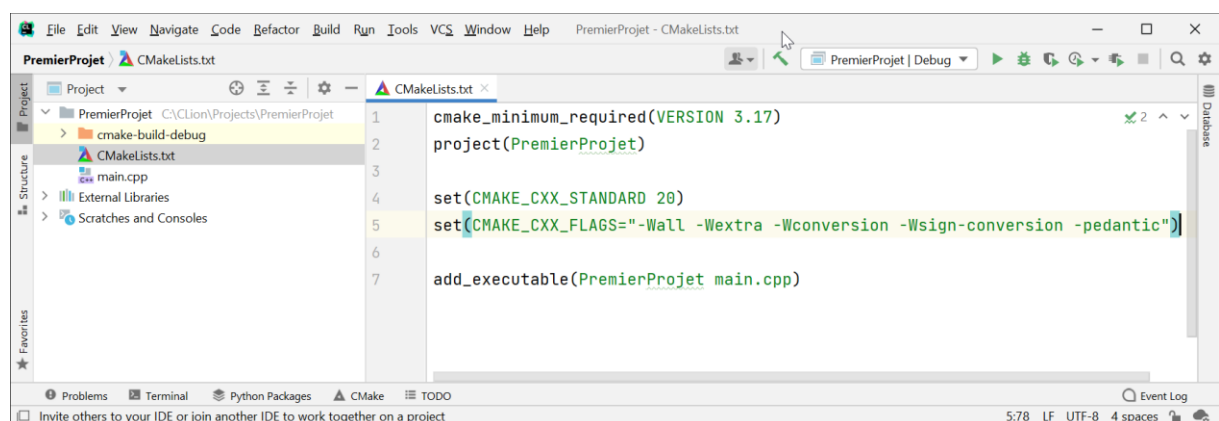 File Edit View Navigate Code Refactor Build Run Tools VCS Window Help PremierProjet - CMakeLists.txt
PremierProjet CMakeLists.txt PremierProjet | Debug
Project Project CMakeLists.txt
PremierProjet C:\CLion\Projects\PremierProjet
cmake-build-debug
CMakeLists.txt
main.cpp
External Libraries
Scratches and Consoles
1 cmake_minimum_required(VERSION 3.17) 2
2 project(PremierProjet)
3
4 set(CMAKE_CXX_STANDARD 20)
5 set(CMAKE_CXX_FLAGS="-Wall -Wextra -Wconversion -Wsign-conversion -pedantic")
6
7 add_executable(PremierProjet main.cpp)
Structure
Favorites
Database
Problems Terminal Python Packages CMake TODO Event Log
Invite others to your IDE or join another IDE to work together on a project 5:78 LF UTF-8 4 spaces